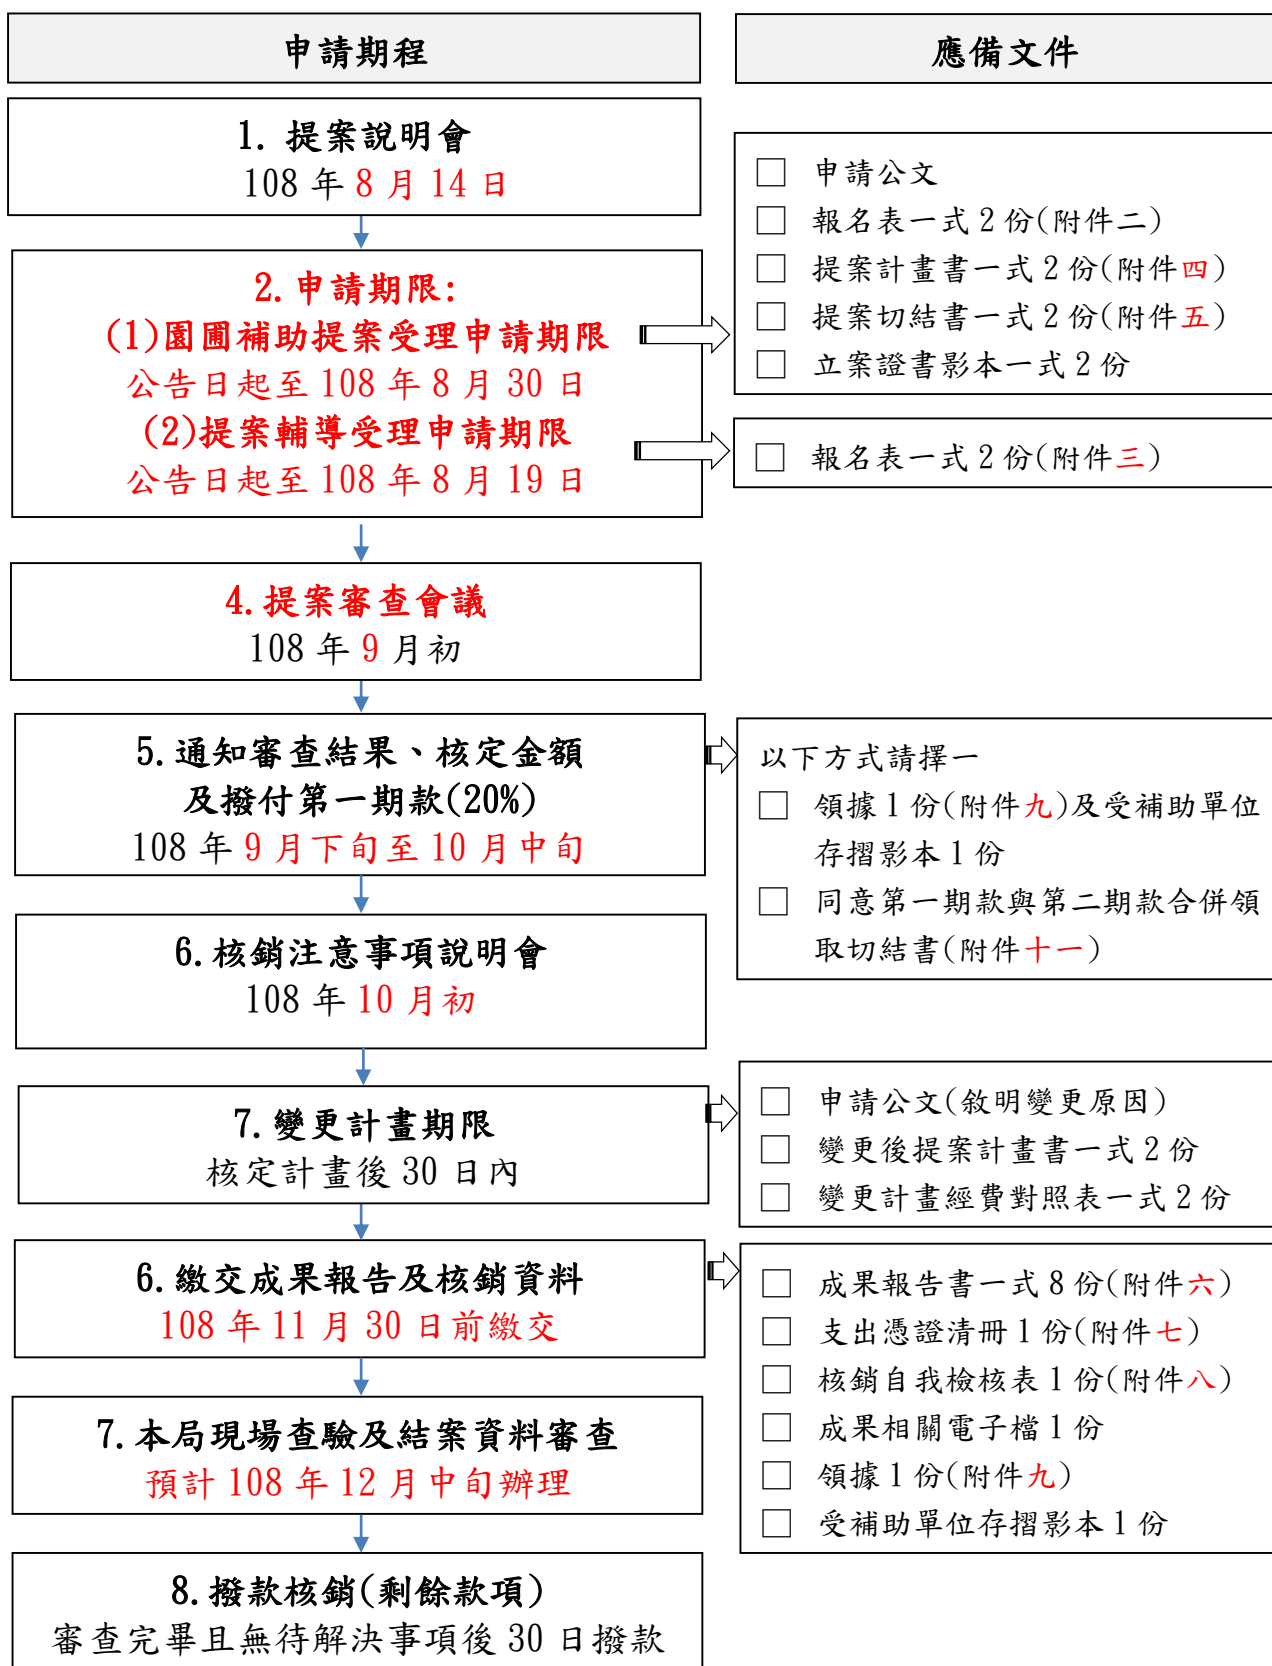 申請期程
應備文件
1. 提案說明會
108 年 8 月 14 日
2.申請期限:
(1)園圃補助提案受理申請期限
公告日起至 108 年 8 月 30 日
(2)提案輔導受理申請期限
公告日起至 108 年 8 月 19 日
□ 申請公文
□ 報名表一式 2 份(附件二)
□ 提案計畫書一式 2 份(附件四)
□ 提案切結書一式 2 份(附件五)
□ 立案證書影本一式 2 份
□ 報名表一式 2 份(附件三)
4.提案審查會議
108 年 9 月初
5.通知審查結果、核定金額
及撥付第一期款(20%)
108 年 9 月下旬至 10 月中旬
以下方式請擇一
□ 領據 1 份(附件九)及受補助單位
存摺影本 1 份
□ 同意第一期款與第二期款合併領
取切結書(附件十一)
6.核銷注意事項說明會
108 年 10 月初
7.變更計畫期限
核定計畫後 30 日內
□ 申請公文(敘明變更原因)
□ 變更後提案計畫書一式 2 份
□ 變更計畫經費對照表一式 2 份
6.繳交成果報告及核銷資料
108 年 11 月 30 日前繳交
□ 成果報告書一式 8 份(附件六)
□ 支出憑證清冊 1 份(附件七)
□ 核銷自我檢核表 1 份(附件八)
□ 成果相關電子檔 1 份
□ 領據 1 份(附件九)
□ 受補助單位存摺影本 1 份
7.本局現場查驗及結案資料審查
預計 108 年 12 月中旬辦理
8.撥款核銷(剩餘款項)
審查完畢且無待解決事項後 30 日撥款